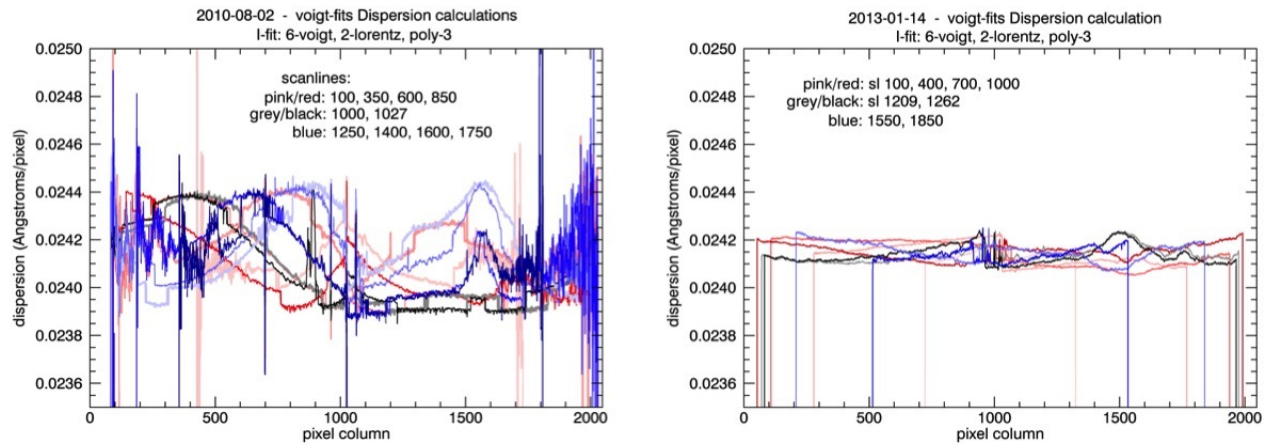 2010-08-02 - voigt-fits Dispersion calculations
I-fit: 6-voigt, 2-lorentz, poly-3
0.0250
0.0248
0.0246
0.0244
0.0242
0.0240
0.0238
0.0236
dispersion (Angstroms/pixel)
scanlines:
pink/red: 100, 350, 600, 850
grey/black: 1000, 1027
blue: 1250, 1400, 1600, 1750
0 500 1000 1500 2000
pixel column
2013-01-14 - voigt-fits Dispersion calculation
I-fit: 6-voigt, 2-lorentz, poly-3
0.0250
0.0248
0.0246
0.0244
0.0242
0.0240
0.0238
0.0236
dispersion (Angstroms/pixel)
pink/red: sl 100, 400, 700, 1000
grey/black: sl 1209, 1262
blue: 1550, 1850
0 500 1000 1500 2000
pixel column